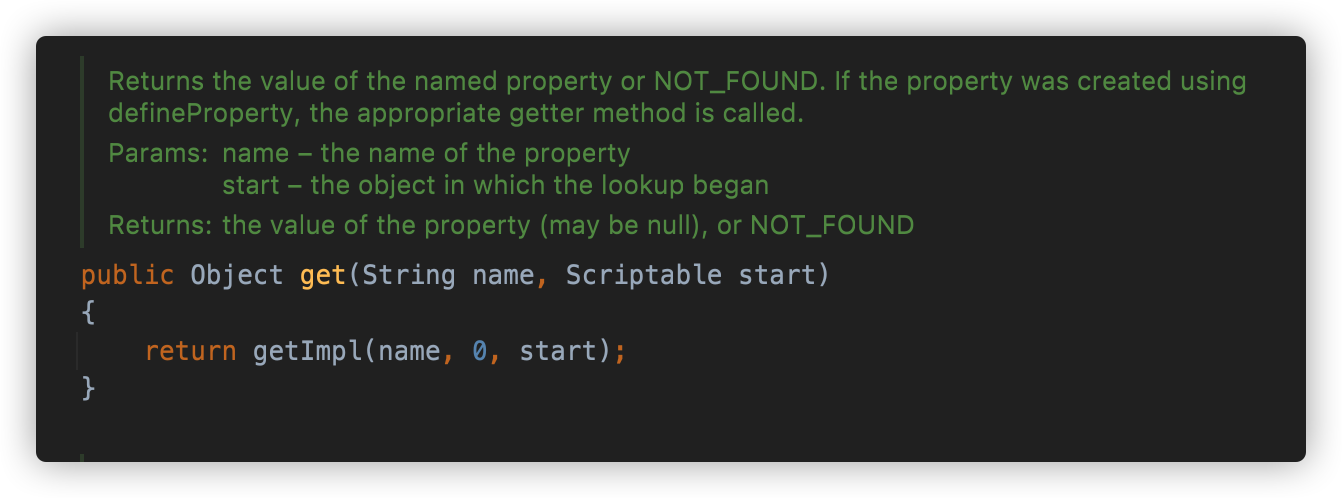 Returns the value of the named property or NOT_FOUND. If the property was created using
defineProperty, the appropriate getter method is called.
Params: name – the name of the property
start – the object in which the lookup began
Returns: the value of the property (may be null), or NOT_FOUND
public Object get(String name, Scriptable start)
{
return getImpl(name, 0, start);
}